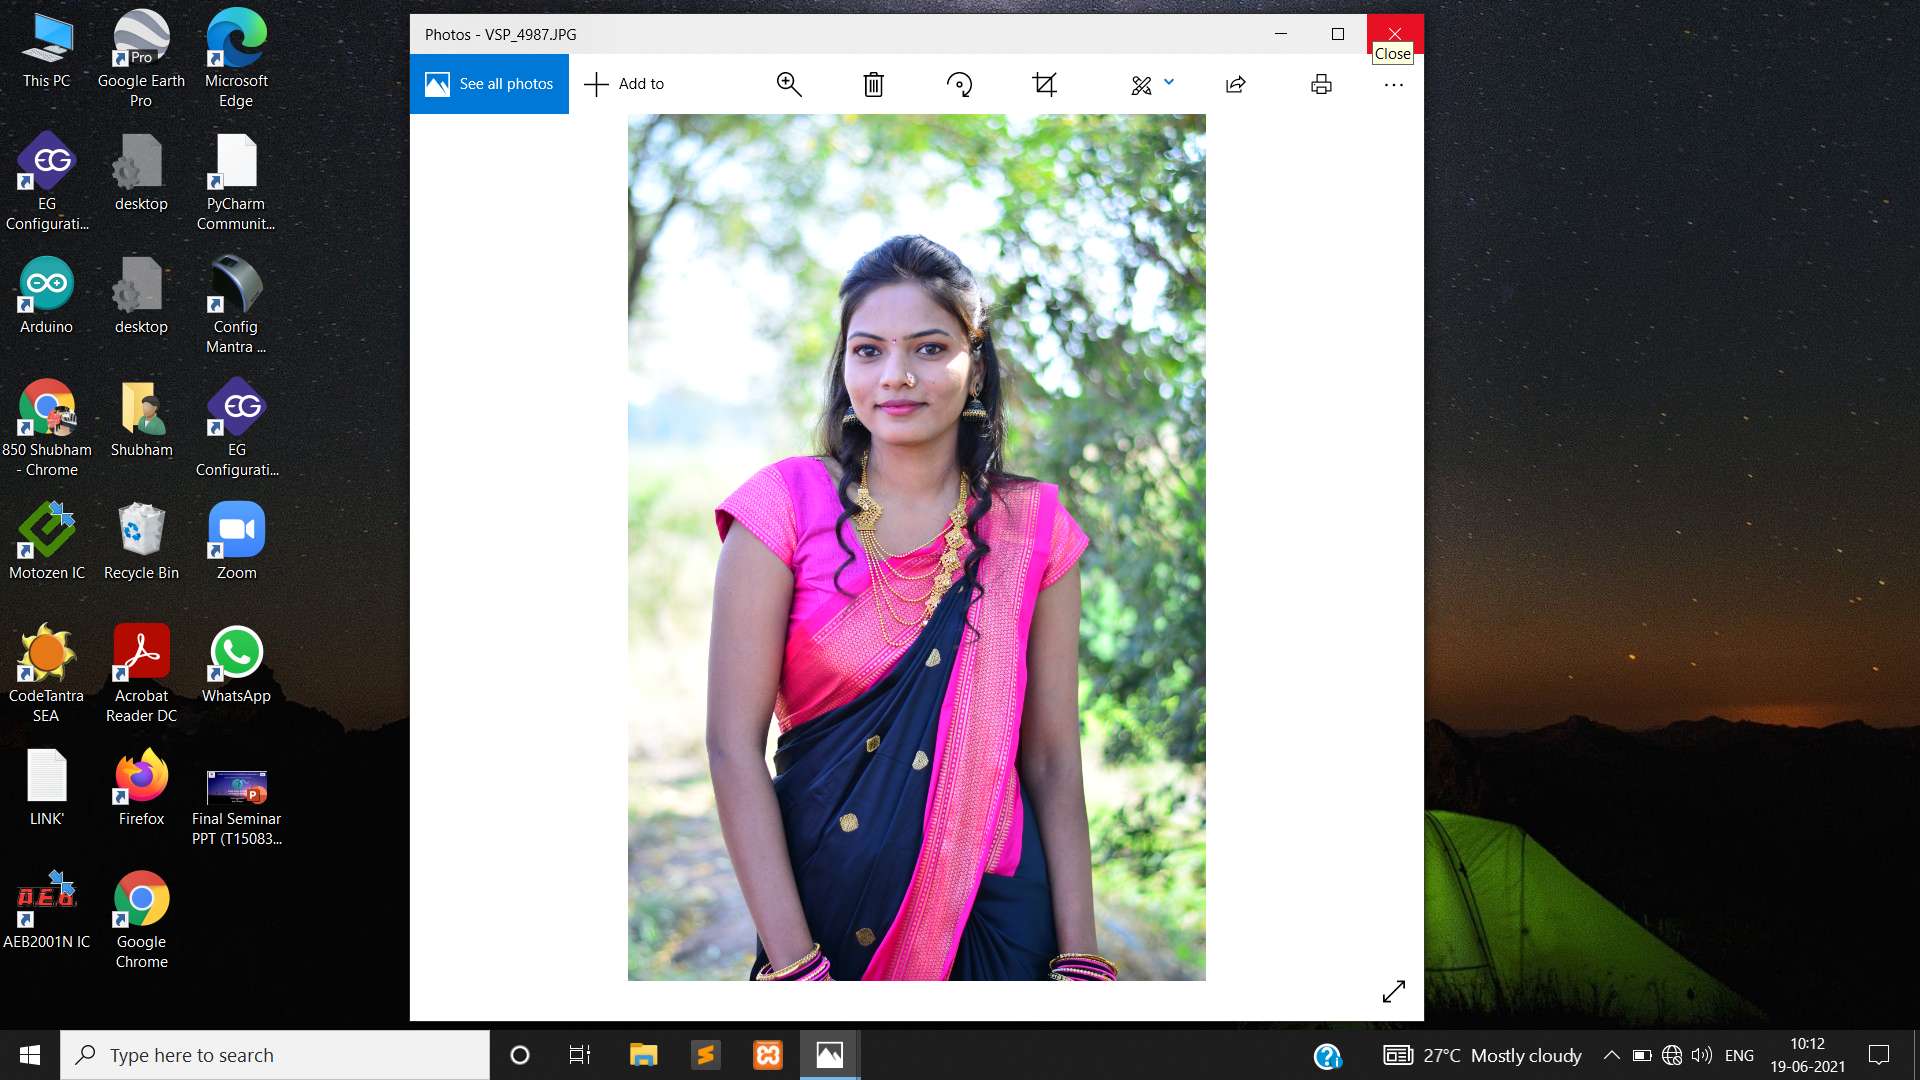 Photos - VSP_4987.JPG
Close
See all photos
Add to
This PC
Google Earth
Pro
Pro
Microsoft
Edge
EG
EG
Configurati...
desktop
PyCharm
Communit...
Arduino
desktop
Config
Mantra ...
850 Shubham
- Chrome
Shubham
EG
EG
Configurati...
Motozen IC
Recycle Bin
Zoom
CodeTantra
SEA
Acrobat
Reader DC
WhatsApp
LINK'
Firefox
P
Final Seminar
PPT (T15083...
A.E.B.
AEB2001N IC
Google
Chrome
Type here to search
27°C Mostly cloudy
ENG
10:12
19-06-2021